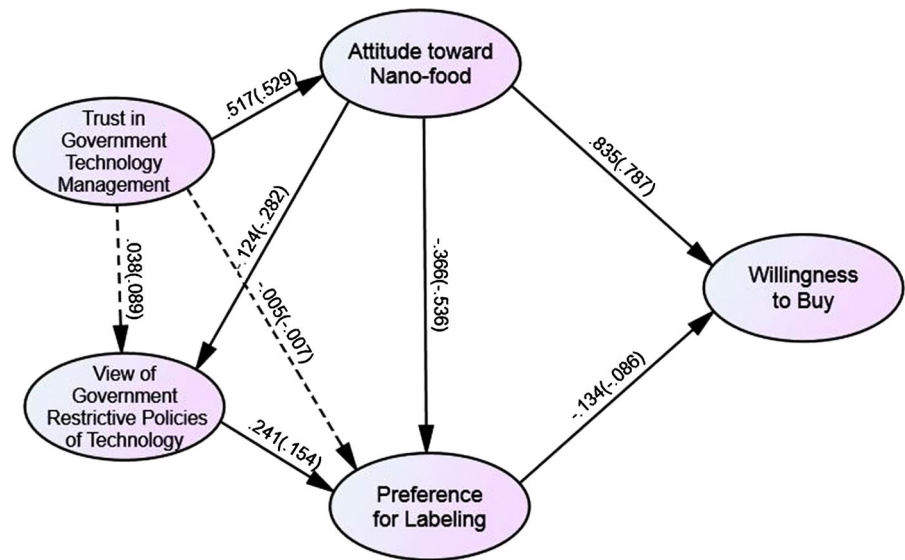 Attitude toward
Nano-food
.517(.529)
Trust in
Government
Technology
Management
.835(.787)
-.124(-.282)
.038(.089)
-.005(-.007)
-.366(-.536)
Willingness
to Buy
View of
Government
Restrictive Policies
of Technology
.241(.154)
-.134(-.086)
Preference
for Labeling